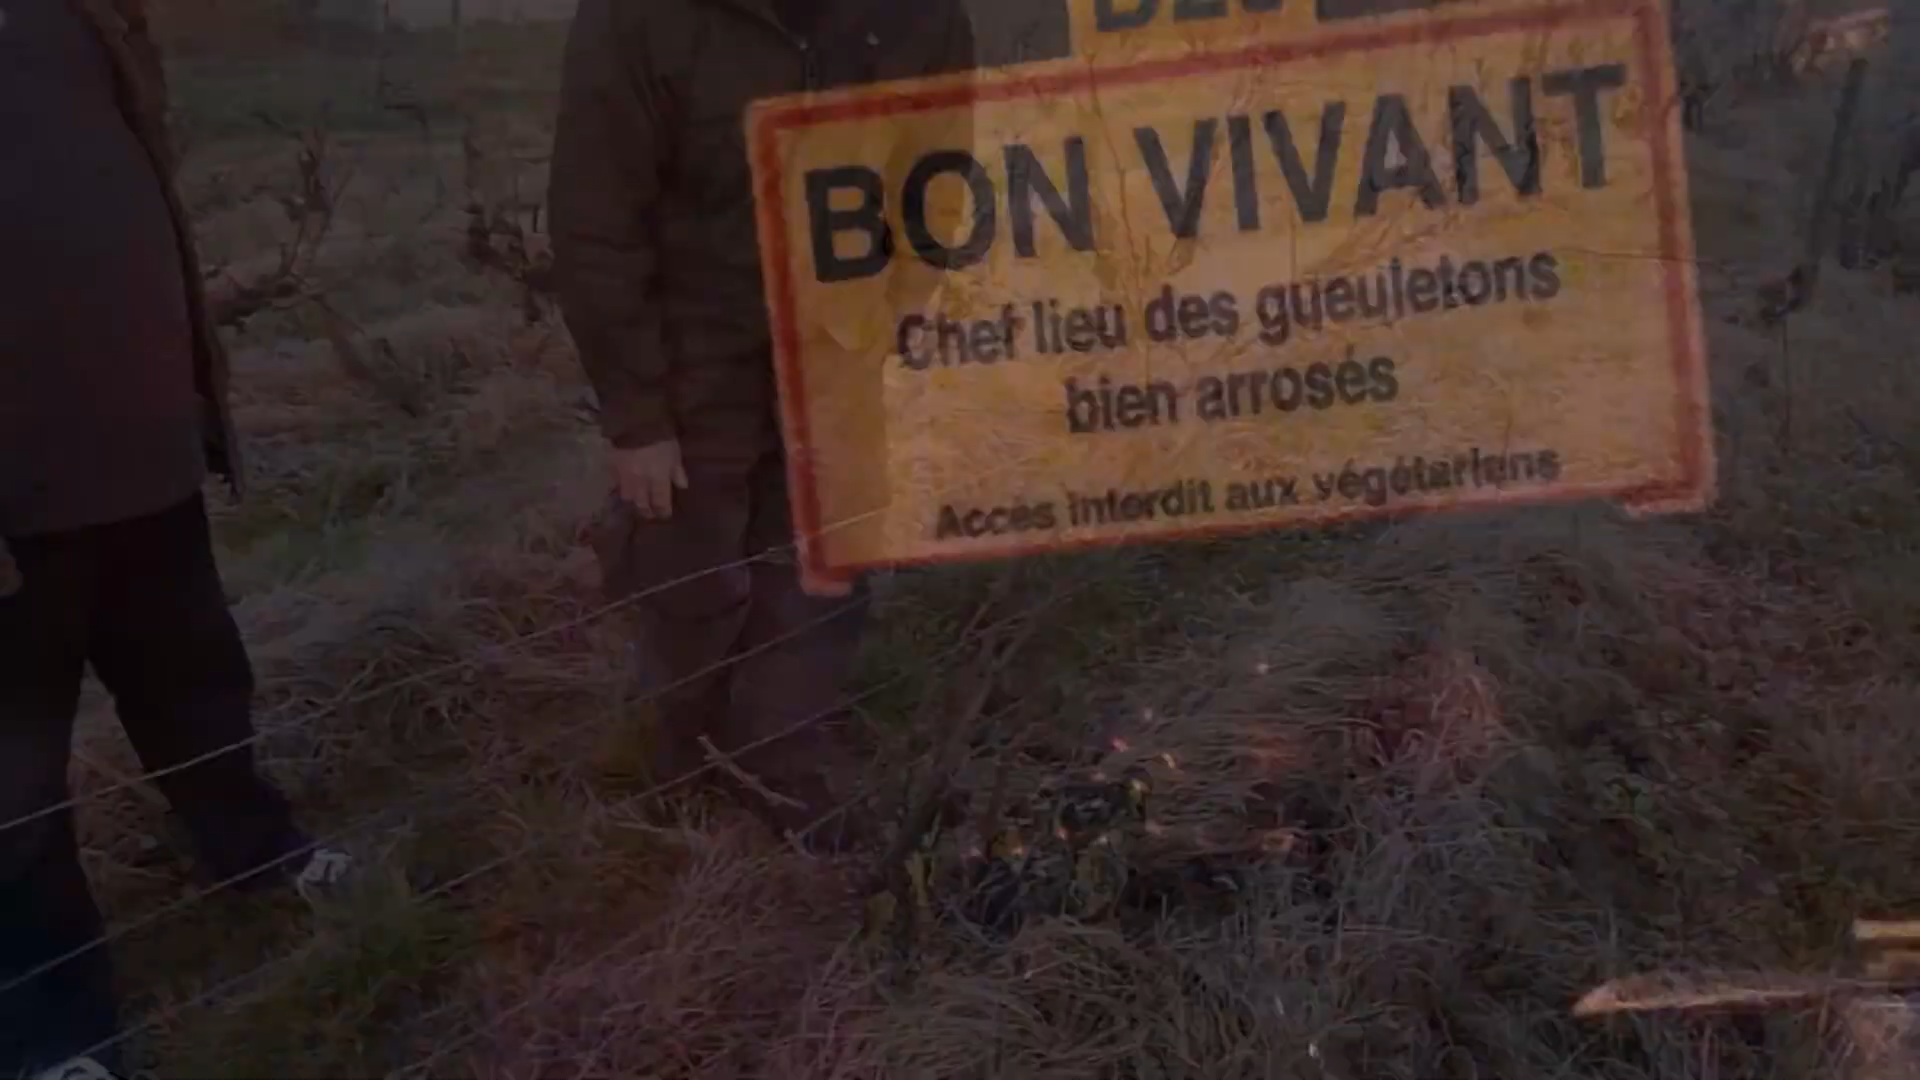 BON VIVANT
Chef lieu des gueuletons
bien arrosés
Accès interdit aux végétariens